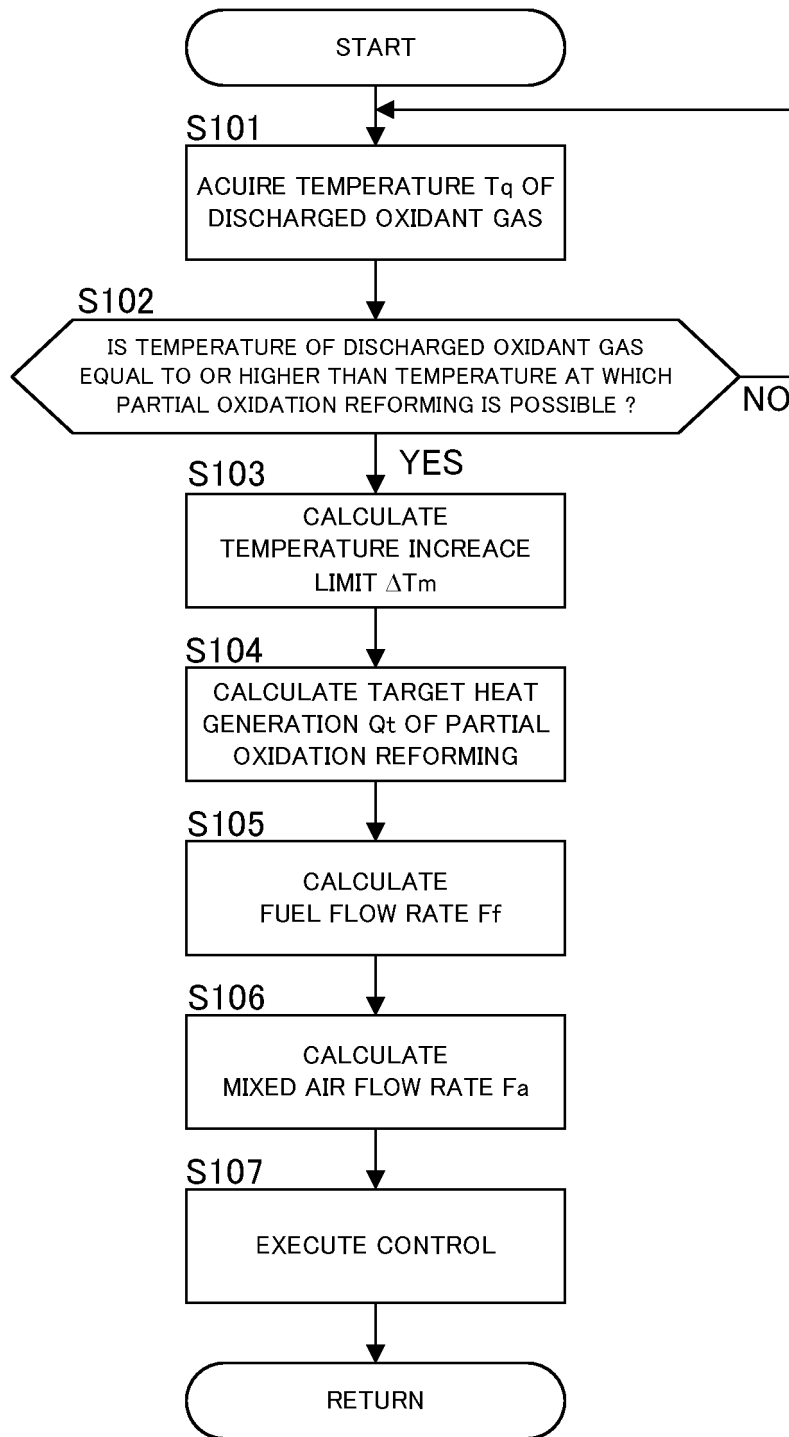 START
S101
ACUIRE TEMPERATURE Tq OF
DISCHARGED OXIDANT GAS
S102
IS TEMPERATURE OF DISCHARGED OXIDANT GAS
EQUAL TO OR HIGHER THAN TEMPERATURE AT WHICH
PARTIAL OXIDATION REFORMING IS POSSIBLE ?
NO
YES
S103
CALCULATE
TEMPERATURE INCREACE
LIMIT ΔTm
S104
CALCULATE TARGET HEAT
GENERATION Qt OF PARTIAL
OXIDATION REFORMING
S105
CALCULATE
FUEL FLOW RATE Ff
S106
CALCULATE
MIXED AIR FLOW RATE Fa
S107
EXECUTE CONTROL
RETURN